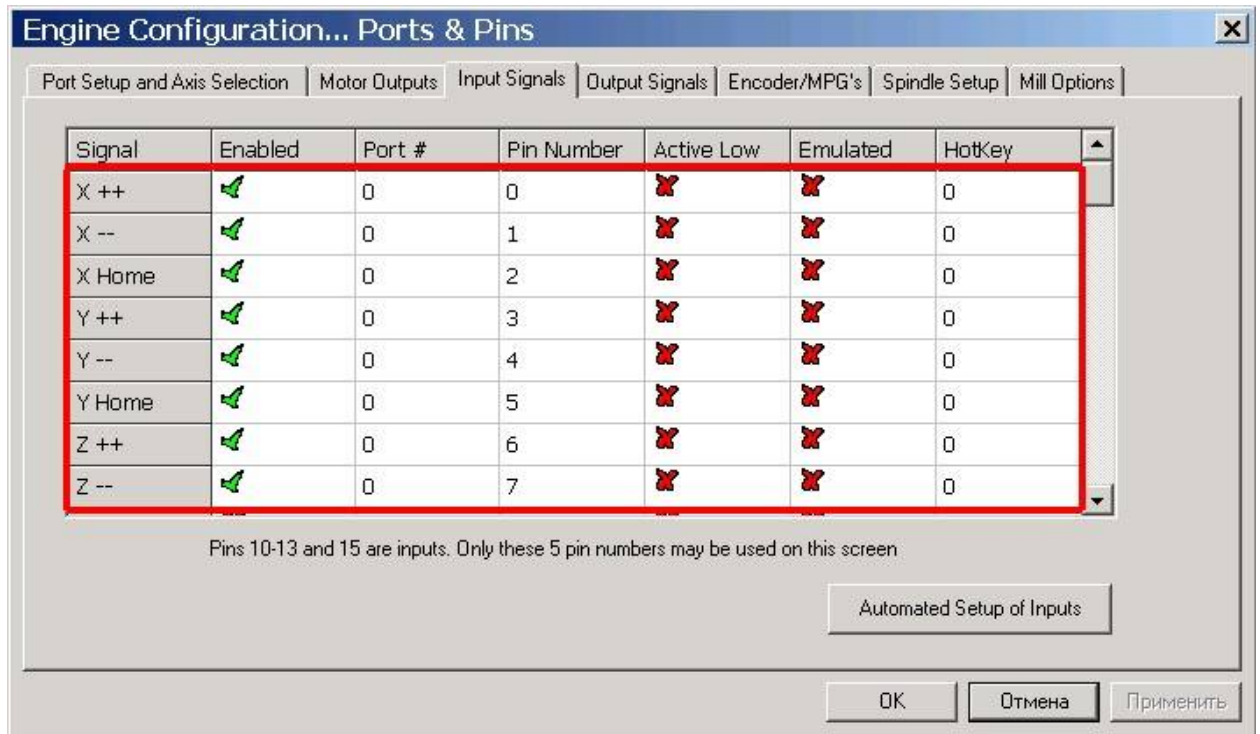 Engine Configuration... Ports & Pins
Port Setup and Axis Selection Motor Outputs Input Signals Output Signals Encoder/MPG's Spindle Setup Mill Options
Signal Enabled Port # Pin Number Active Low Emulated HotKey
X ++ 0 0 0
X -- 0 1 0
X Home 0 2 0
Y ++ 0 3 0
Y -- 0 4 0
Y Home 0 5 0
Z ++ 0 6 0
Z -- 0 7 0
Pins 10-13 and 15 are inputs. Only these 5 pin numbers may be used on this screen
Automated Setup of Inputs
OK Отмена Применить